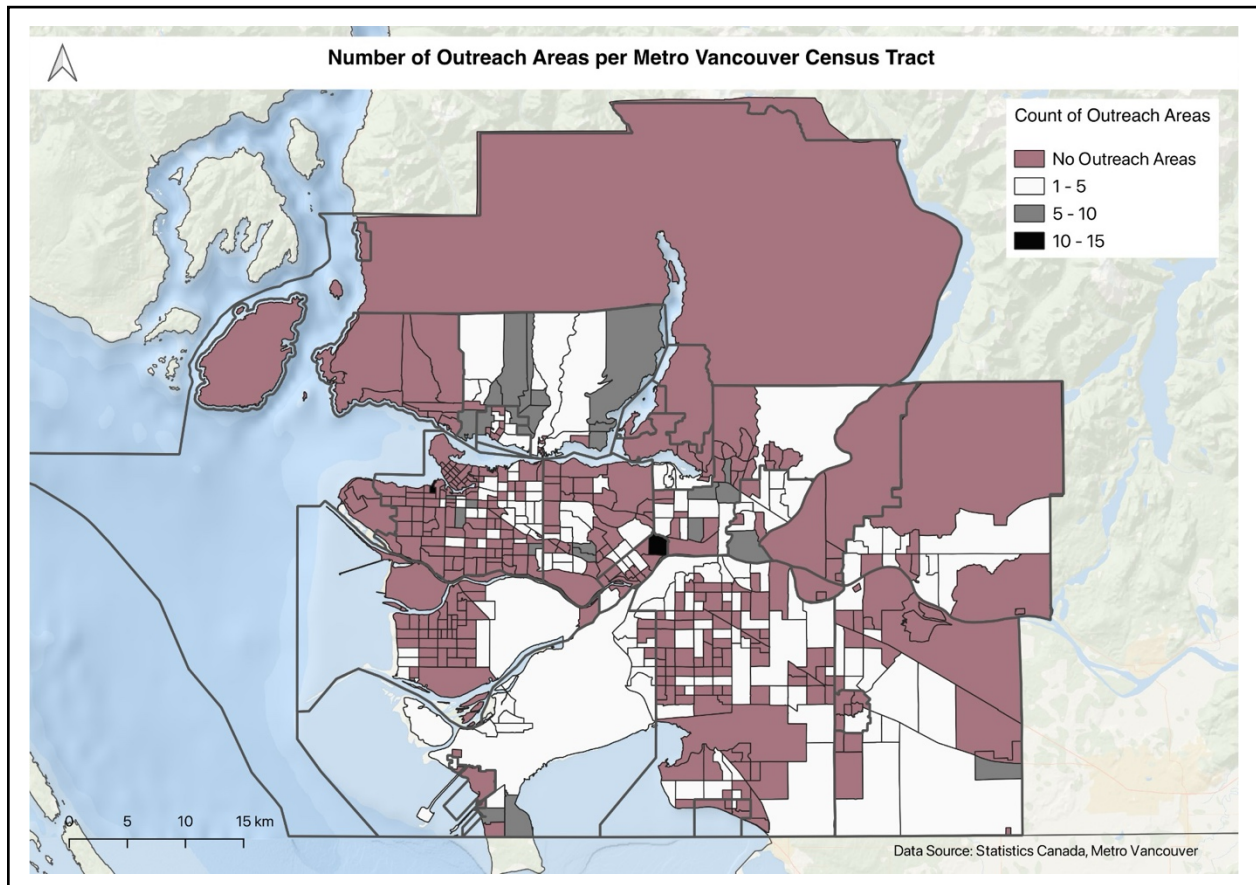 Number of Outreach Areas per Metro Vancouver Census Tract
Count of Outreach Areas
No Outreach Areas
1 - 5
5 - 10
10 - 15
0 5 10 15 km
Data Source: Statistics Canada, Metro Vancouver